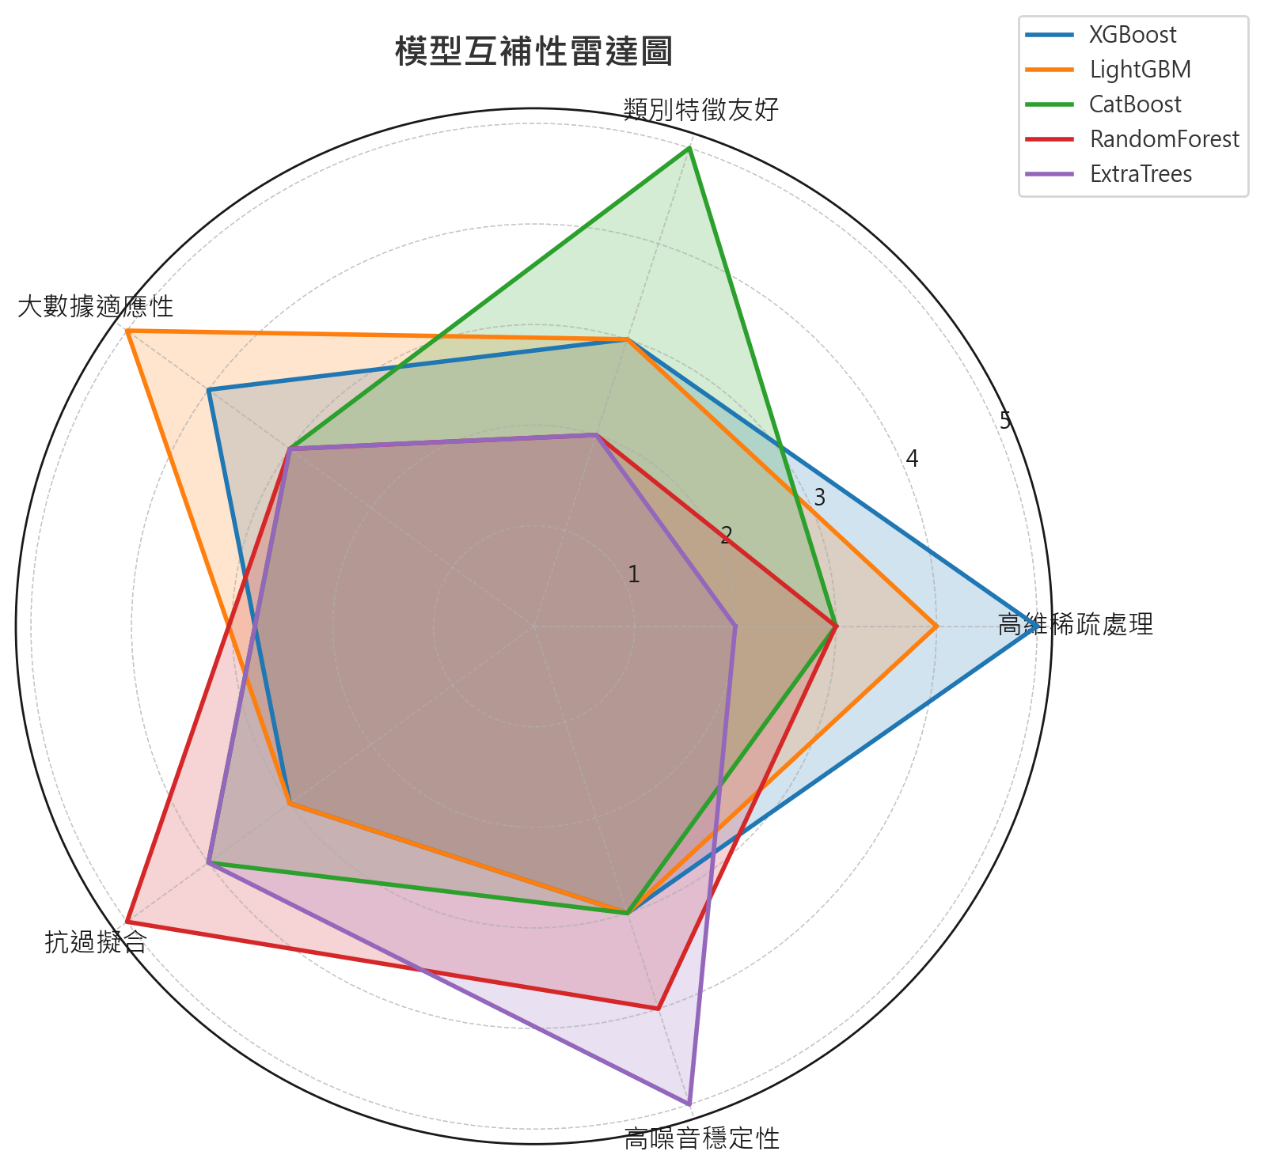 模型互補性雷達圖
XGBoost
LightGBM
CatBoost
RandomForest
ExtraTrees
類別特徵友好
大數據適應性
5
4
3
2
1
高維稀疏處理
抗過擬合
高噪音穩定性